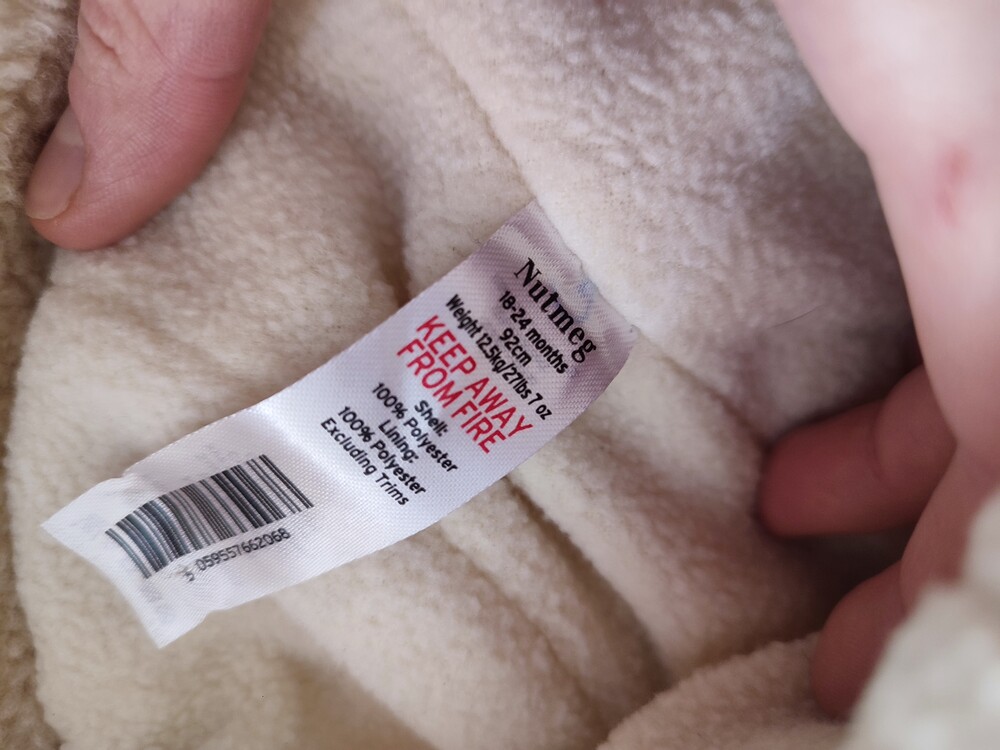 Nutmeg
18-24 months
92cm
Weight 12.5kg/27lbs 7 oz
KEEP AWAY
FROM FIRE
Shell:
100% Polyester
Lining:
100% Polyester
Excluding Trims
5 059557662068